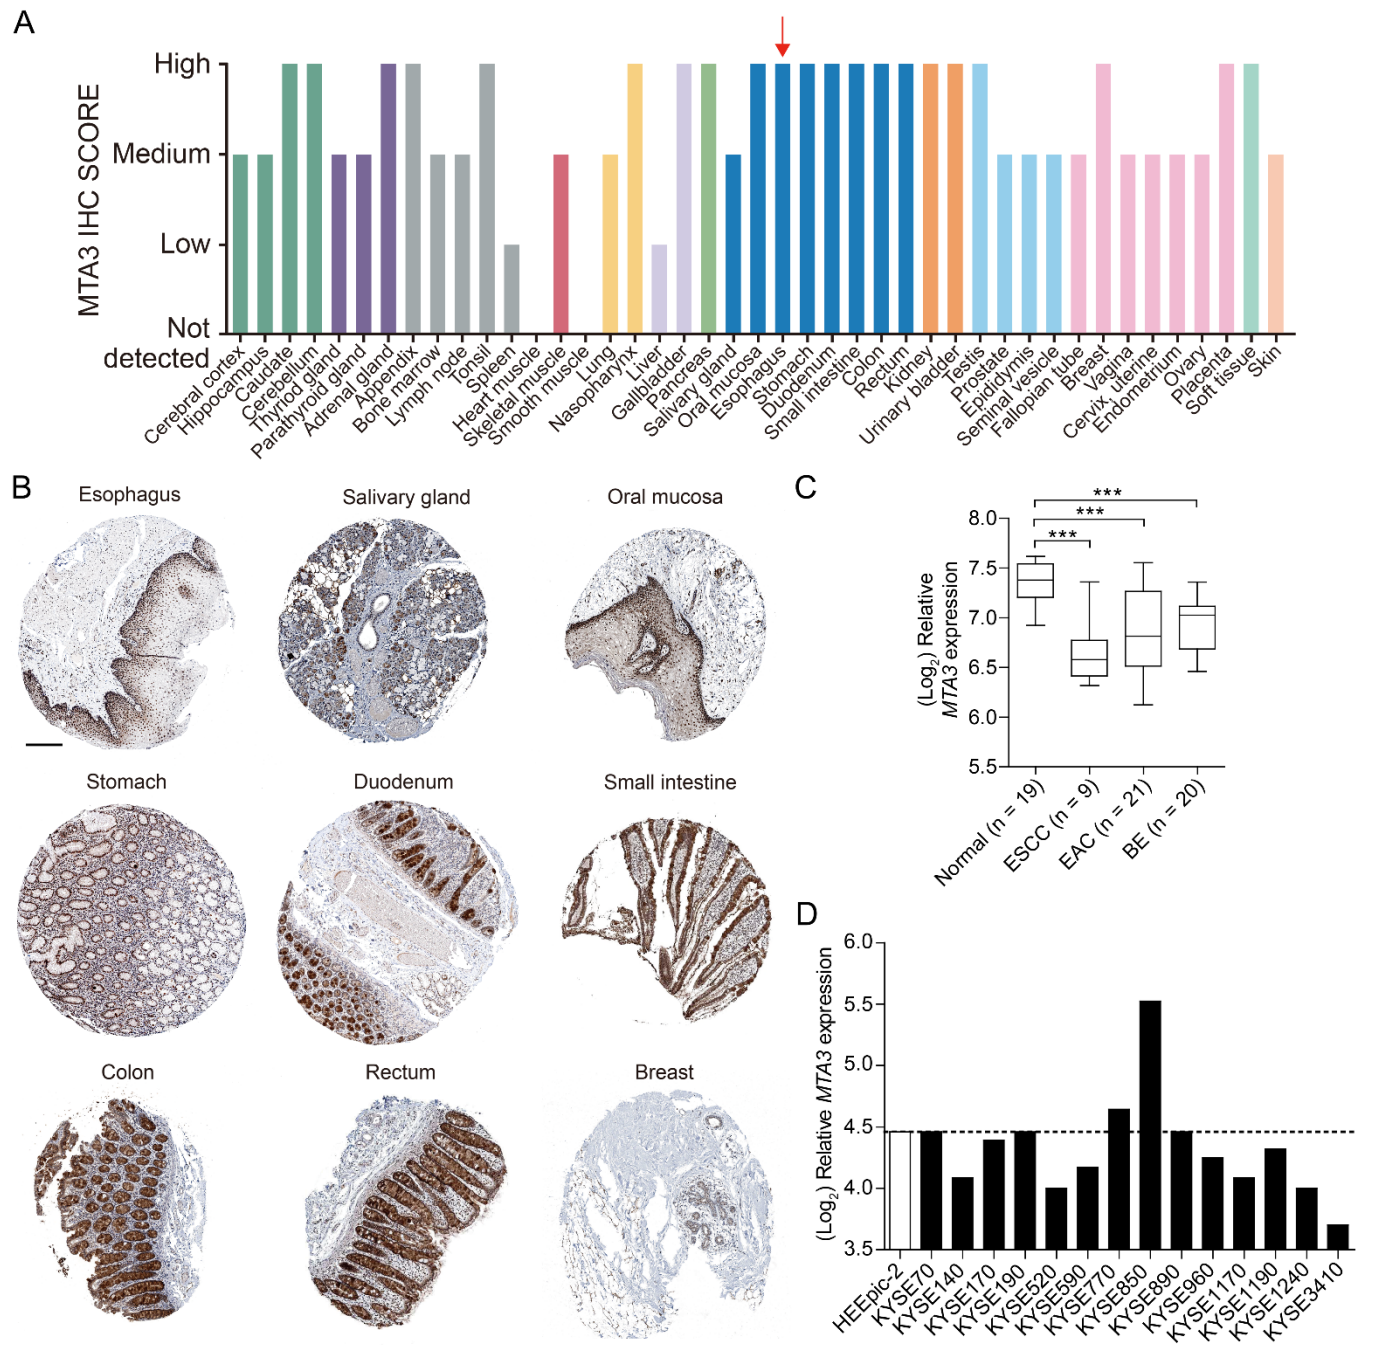 A
MTA3 IHC SCORE
High
Medium
Low
Not
detected
Cerebral cortex
Hippocampus
Caudate
Cerebellum
Thyriod gland
Parathyroid gland
Adrenal gland
Appendix
Bone marrow
Lymph node
Tonsil
Spleen
Heart muscle
Skeletal muscle
Smooth muscle
Lung
Nasopharynx
Liver
Gallbladder
Pancreas
Salivary gland
Oral mucosa
Esophagus
Stomach
Duodenum
Small intestine
Colon
Rectum
Kidney
Urinary bladder
Testis
Prostate
Epididymis
Seminal vesicle
Fallopian tube
Breast
Vagina
Cervix uterine
Endometrium
Ovary
Placenta
Soft tissue
Skin
B
Esophagus
Salivary gland
Oral mucosa
Stomach
Duodenum
Small intestine
Colon
Rectum
Breast
C
(Log2) Relative
MTA3 expression
8.0
7.5
7.0
6.5
6.0
5.5
***
***
***
Normal (n = 19)
ESCC (n = 9)
EAC (n = 21)
BE (n = 20)
D
(Log2) Relative MTA3 expression
6.0
5.5
5.0
4.5
4.0
3.5
HEEpic-2
KYSE70
KYSE140
KYSE170
KYSE190
KYSE520
KYSE590
KYSE770
KYSE850
KYSE890
KYSE960
KYSE1170
KYSE1190
KYSE1240
KYSE3410